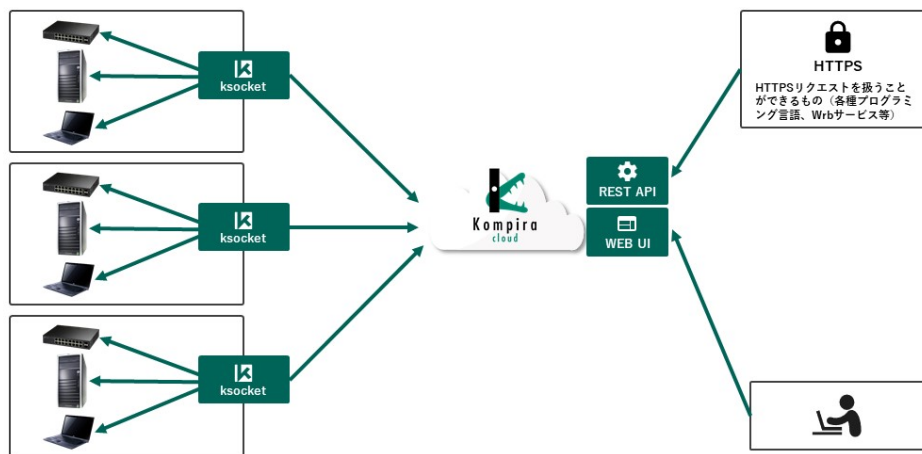 ksocket
ksocket
ksocket
Kompira
cloud
REST API
WEB UI
HTTPS
HTTPSリクエストを扱うこと
ができるもの（各種プログラミ
ング言語、Wrbサービス等）